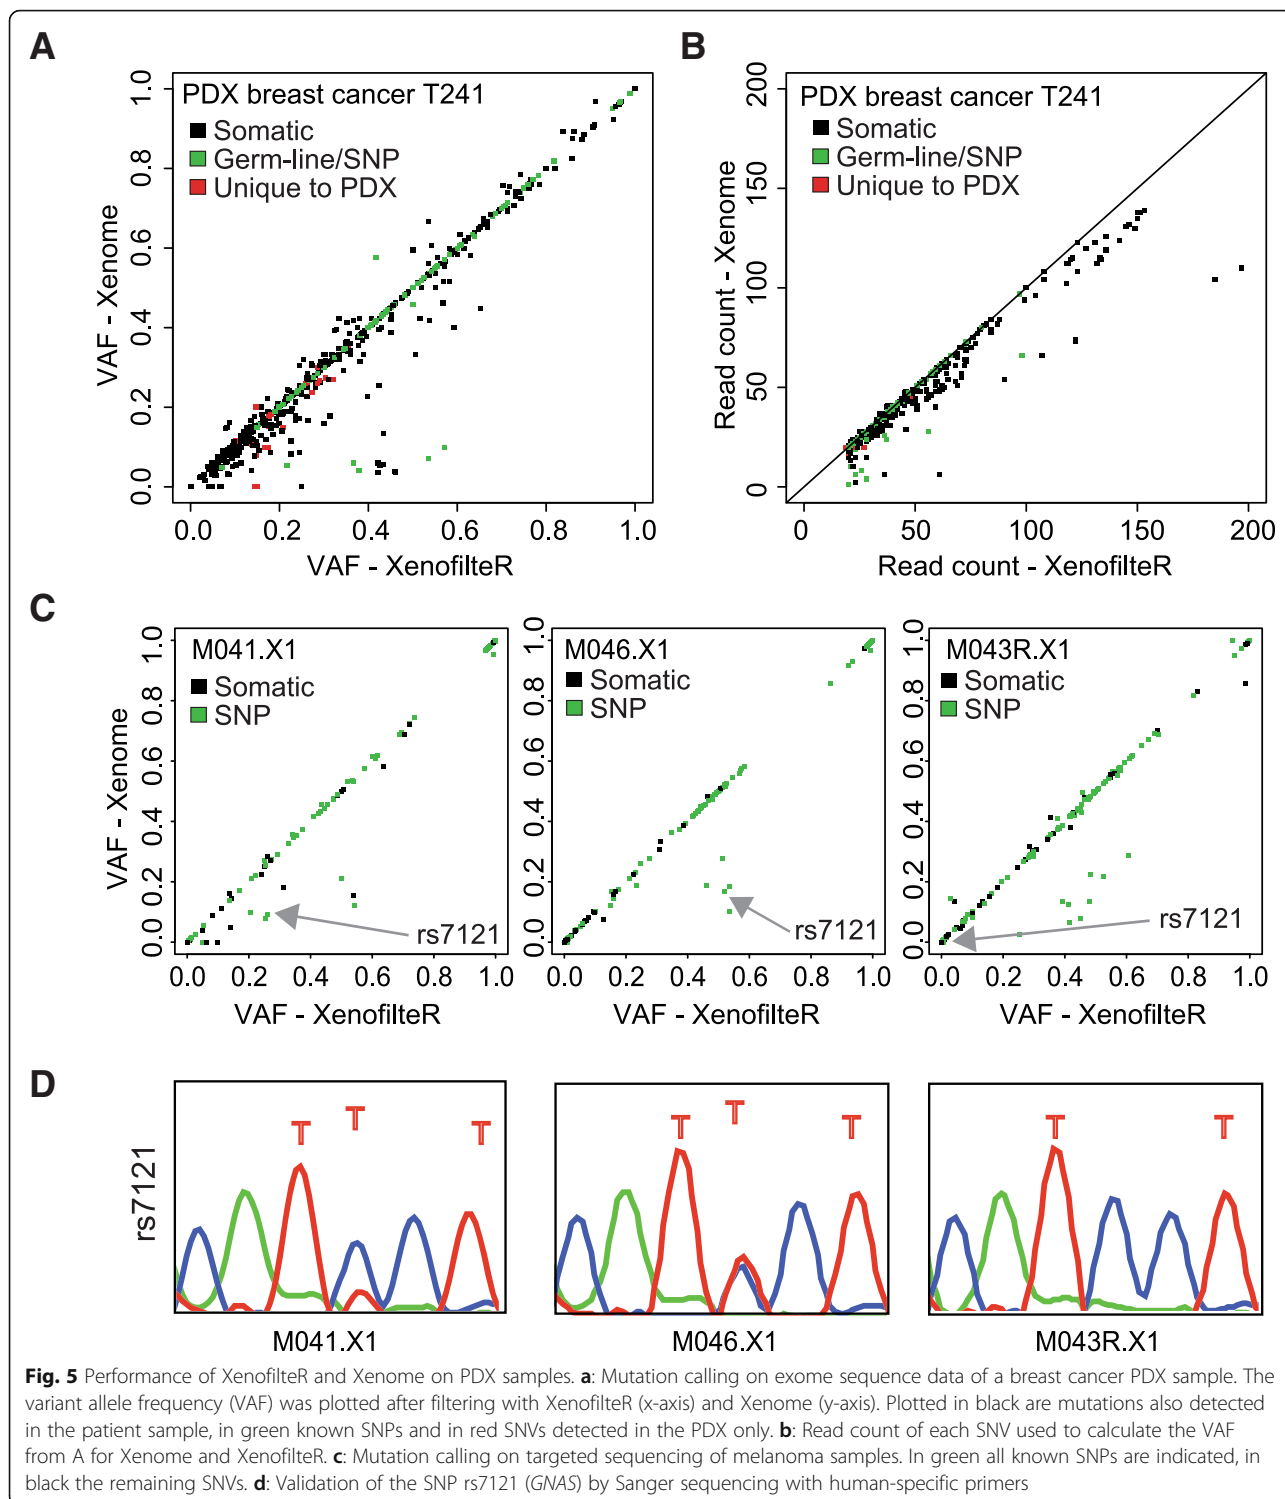 A
PDX breast cancer T241
Somatic
Germ-line/SNP
Unique to PDX
VAF - Xenome
0.0 0.2 0.4 0.6 0.8 1.0
0.0 0.2 0.4 0.6 0.8 1.0
VAF - XenofilteR
B
PDX breast cancer T241
Somatic
Germ-line/SNP
Unique to PDX
Read count - Xenome
0 50 100 150 200
0 50 100 150 200
Read count - XenofilteR
C
M041.X1
Somatic
SNP
rs7121
VAF - Xenome
0.0 0.2 0.4 0.6 0.8 1.0
0.0 0.2 0.4 0.6 0.8 1.0
VAF - XenofilteR
M046.X1
Somatic
SNP
rs7121
0.0 0.2 0.4 0.6 0.8 1.0
0.0 0.2 0.4 0.6 0.8 1.0
VAF - XenofilteR
M043R.X1
Somatic
SNP
rs7121
0.0 0.2 0.4 0.6 0.8 1.0
0.0 0.2 0.4 0.6 0.8 1.0
VAF - XenofilteR
D
rs7121
T T T
M041.X1
T T T
M046.X1
T T
M043R.X1
Fig. 5 Performance of XenofilteR and Xenome on PDX samples. a: Mutation calling on exome sequence data of a breast cancer PDX sample. The
variant allele frequency (VAF) was plotted after filtering with XenofilteR (x-axis) and Xenome (y-axis). Plotted in black are mutations also detected
in the patient sample, in green known SNPs and in red SNVs detected in the PDX only. b: Read count of each SNV used to calculate the VAF
from A for Xenome and XenofilteR. c: Mutation calling on targeted sequencing of melanoma samples. In green all known SNPs are indicated, in
black the remaining SNVs. d: Validation of the SNP rs7121 (GNAS) by Sanger sequencing with human-specific primers